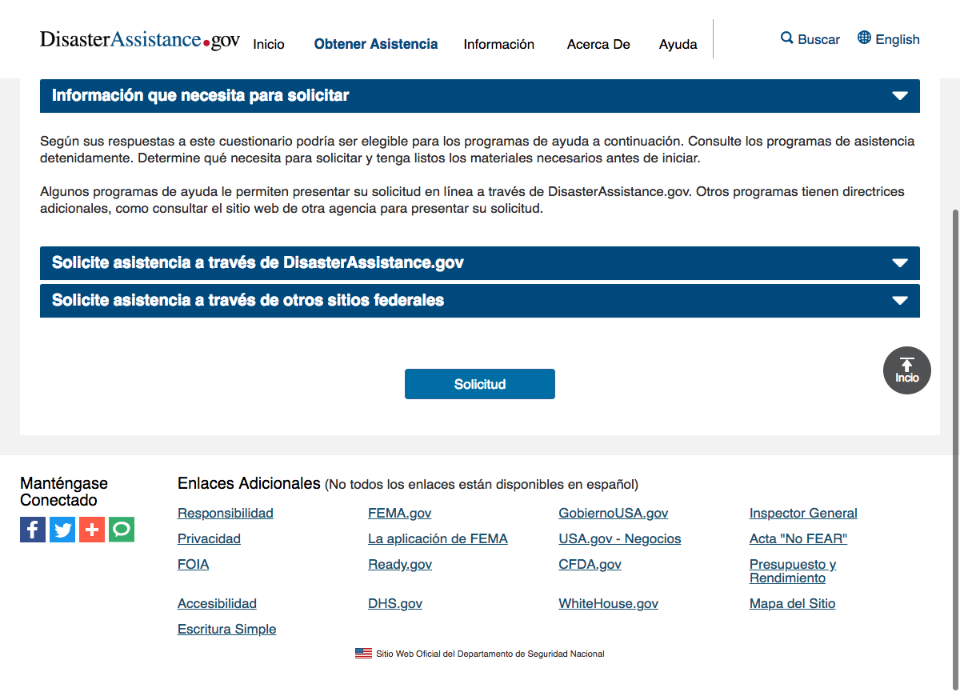 DisasterAssistance.gov
Inicio Obtener Asistencia Información Acerca De Ayuda Buscar English
Información que necesita para solicitar
Según sus respuestas a este cuestionario podría ser elegible para los programas de ayuda a continuación. Consulte los programas de asistencia
detenidamente. Determine qué necesita para solicitar y tenga listos los materiales necesarios antes de iniciar.
Algunos programas de ayuda le permiten presentar su solicitud en línea a través de DisasterAssistance.gov. Otros programas tienen directrices
adicionales, como consultar el sitio web de otra agencia para presentar su solicitud.
Solicite asistencia a través de DisasterAssistance.gov
Solicite asistencia a través de otros sitios federales
Incio
Solicitud
Manténgase
Conectado
Enlaces Adicionales (No todos los enlaces están disponibles en español)
Responsibilidad FEMA.gov GobiernoUSA.gov Inspector General
Privacidad La aplicación de FEMA USA.gov - Negocios Acta "No FEAR"
FOIA Ready.gov CFDA.gov Presupuesto y
Rendimiento
Accesibilidad DHS.gov WhiteHouse.gov Mapa del Sitio
Escritura Simple
Sitio Web Oficial del Departamento de Seguridad Nacional